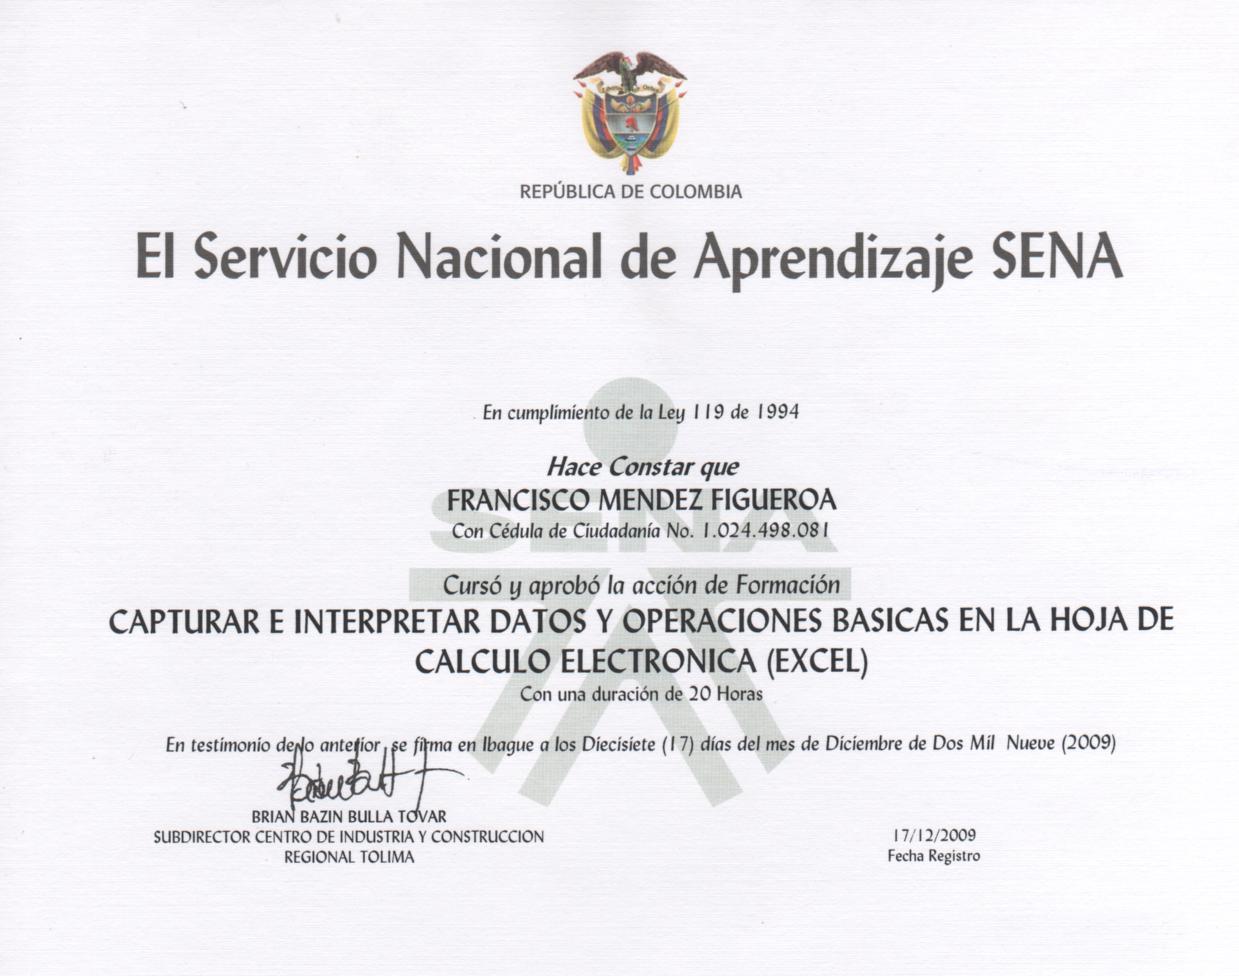 REPÚBLICA DE COLOMBIA
El Servicio Nacional de Aprendizaje SENA
En cumplimiento de la Ley 119 de 1994
Hace Constar que
FRANCISCO MENDEZ FIGUEROA
Con Cédula de Ciudadanía No. 1.024.498.081
SENA
Cursó y aprobó la acción de Formación
CAPTURAR E INTERPRETAR DATOS Y OPERACIONES BASICAS EN LA HOJA DE
CALCULO ELECTRONICA (EXCEL)
Con una duración de 20 Horas
En testimonio de lo anterior, se firma en Ibague a los Diecisiete (17) días del mes de Diciembre de Dos Mil Nueve (2009)
BRIAN BAZIN BULLA TOVAR
SUBDIRECTOR CENTRO DE INDUSTRIA Y CONSTRUCCION
REGIONAL TOLIMA
17/12/2009
Fecha Registro